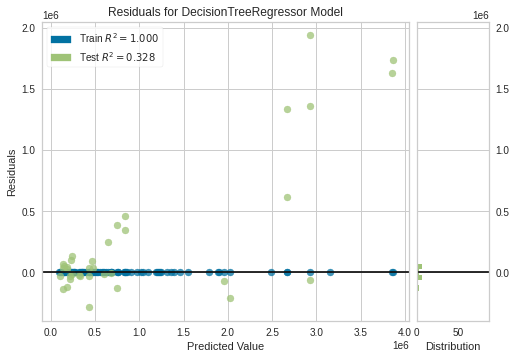 Residuals for DecisionTreeRegressor Model
1e6
1e6
Train R² = 1.000
Test R² = 0.328
2.0
1.5
1.0
0.5
0.0
Residuals
2.0
1.5
1.0
0.5
0.0
0.0 0.5 1.0 1.5 2.0 2.5 3.0 3.5 4.0
1e6
Predicted Value
0 50
Distribution